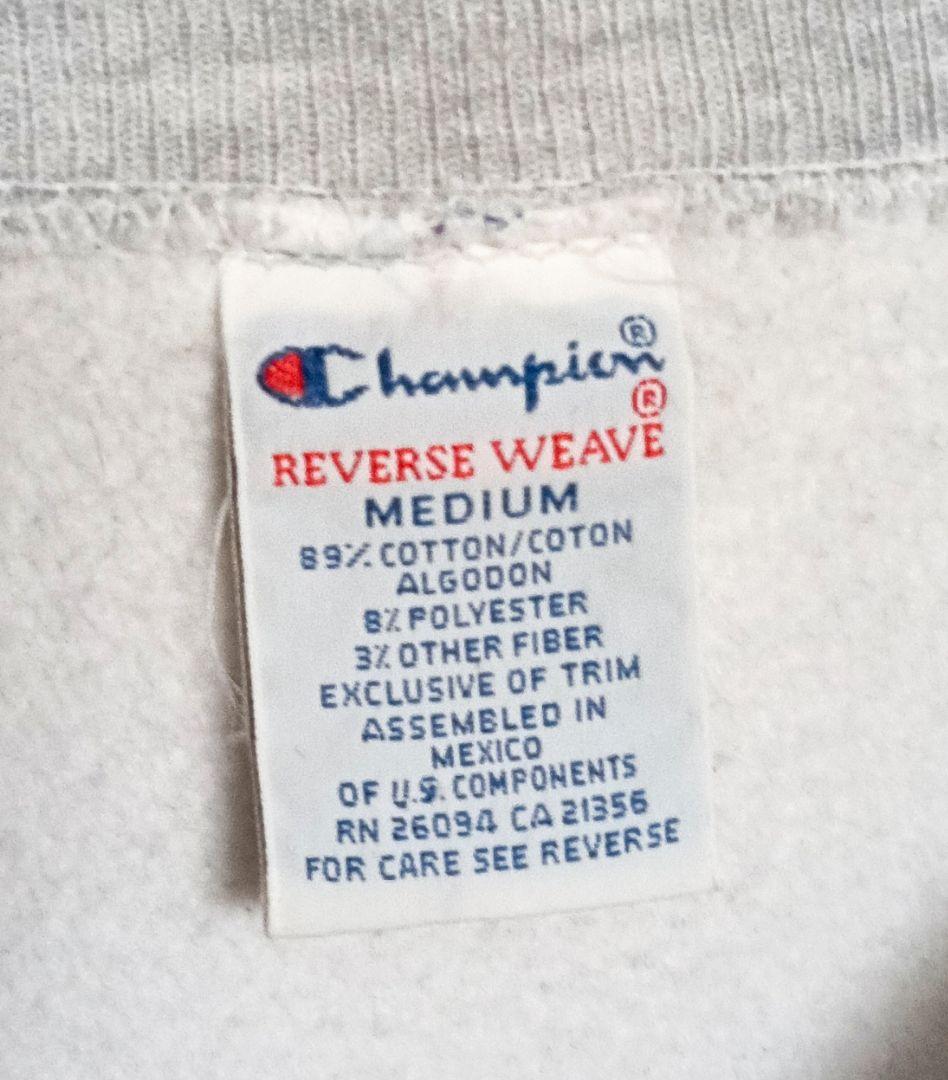 Champion®
®
REVERSE WEAVE
MEDIUM
89% COTTON/COTON
ALGODON
8% POLYESTER
3% OTHER FIBER
EXCLUSIVE OF TRIM
ASSEMBLED IN
MEXICO
OF U.S. COMPONENTS
RN 26094 CA 21356
FOR CARE SEE REVERSE